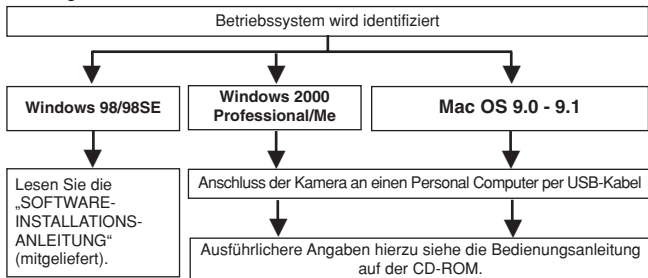 Betriebssystem wird identifiziert
Windows 98/98SE
Windows 2000
Professional/Me
Mac OS 9.0 - 9.1
Lesen Sie die
„SOFTWARE-
INSTALLATIONS-
ANLEITUNG“
(mitgeliefert).
Anschluss der Kamera an einen Personal Computer per USB-Kabel
Ausführlichere Angaben hierzu siehe die Bedienungsanleitung
auf der CD-ROM.